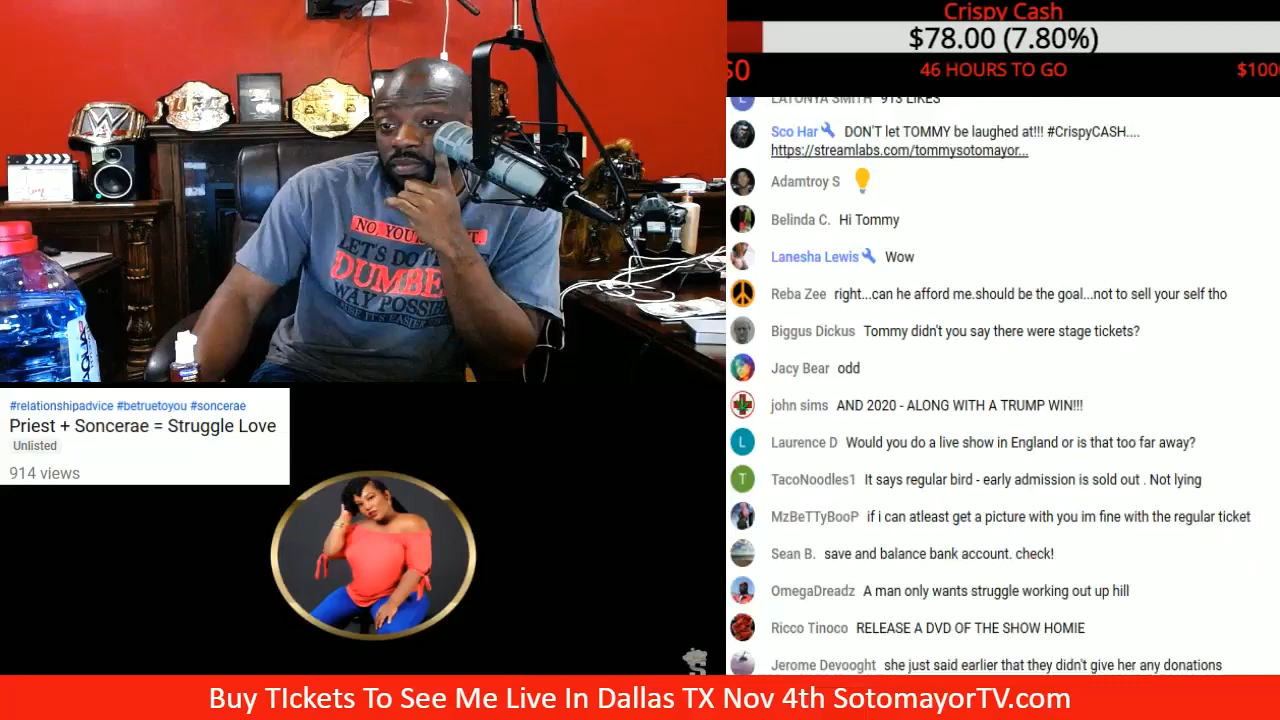 Crispy Cash
$78.00 (7.80%)
$0
46 HOURS TO GO
$100
LATONYA SMITH 913 LIKES
Sco Har DON'T let TOMMY be laughed at!!! #CrispyCASH....
https://streamlabs.com/tommysotomayor...
Adamtroy S
Belinda C. Hi Tommy
Lanesha Lewis Wow
Reba Zee right...can he afford me.should be the goal...not to sell your self tho
Biggus Dickus Tommy didn't you say there were stage tickets?
Jacy Bear odd
john sims AND 2020 - ALONG WITH A TRUMP WIN!!!
L
Laurence D Would you do a live show in England or is that too far away?
T
TacoNoodles1 It says regular bird - early admission is sold out . Not lying
MzBeTTyBooP if i can atleast get a picture with you im fine with the regular ticket
Sean B. save and balance bank account. check!
OmegaDreadz A man only wants struggle working out up hill
Ricco Tinoco RELEASE A DVD OF THE SHOW HOMIE
Jerome Devooght she just said earlier that they didn't give her any donations
W
NO, YOU'
LET'S DO
DUMBE
WAY POSSI
#relationshipadvice #betruetoyou #soncerae
Priest + Soncerae = Struggle Love
Unlisted
914 views
S
Buy TIckets To See Me Live In Dallas TX Nov 4th SotomayorTV.com